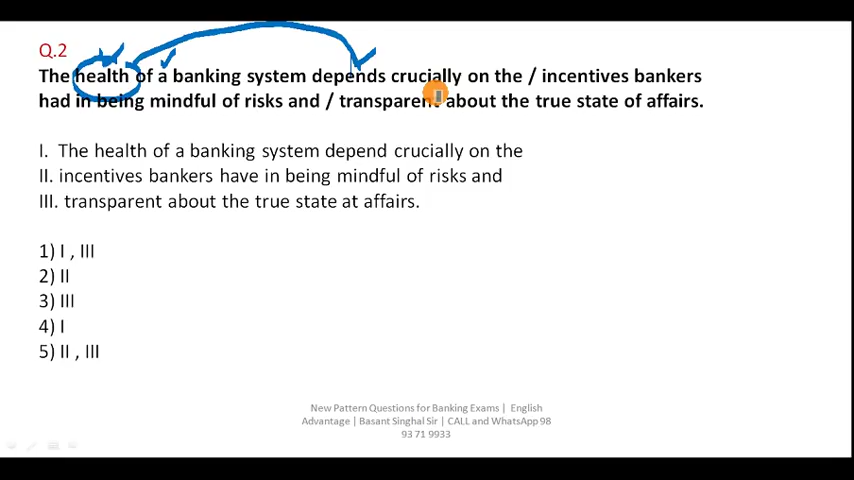 Q.2
The health of a banking system depends crucially on the / incentives bankers
had in being mindful of risks and / transparent about the true state of affairs.
I. The health of a banking system depend crucially on the
II. incentives bankers have in being mindful of risks and
III. transparent about the true state at affairs.
1) I , III
2) II
3) III
4) I
5) II , III
New Pattern Questions for Banking Exams | English
Advantage | Basant Singhal Sir | CALL and WhatsApp 98
93 71 9933